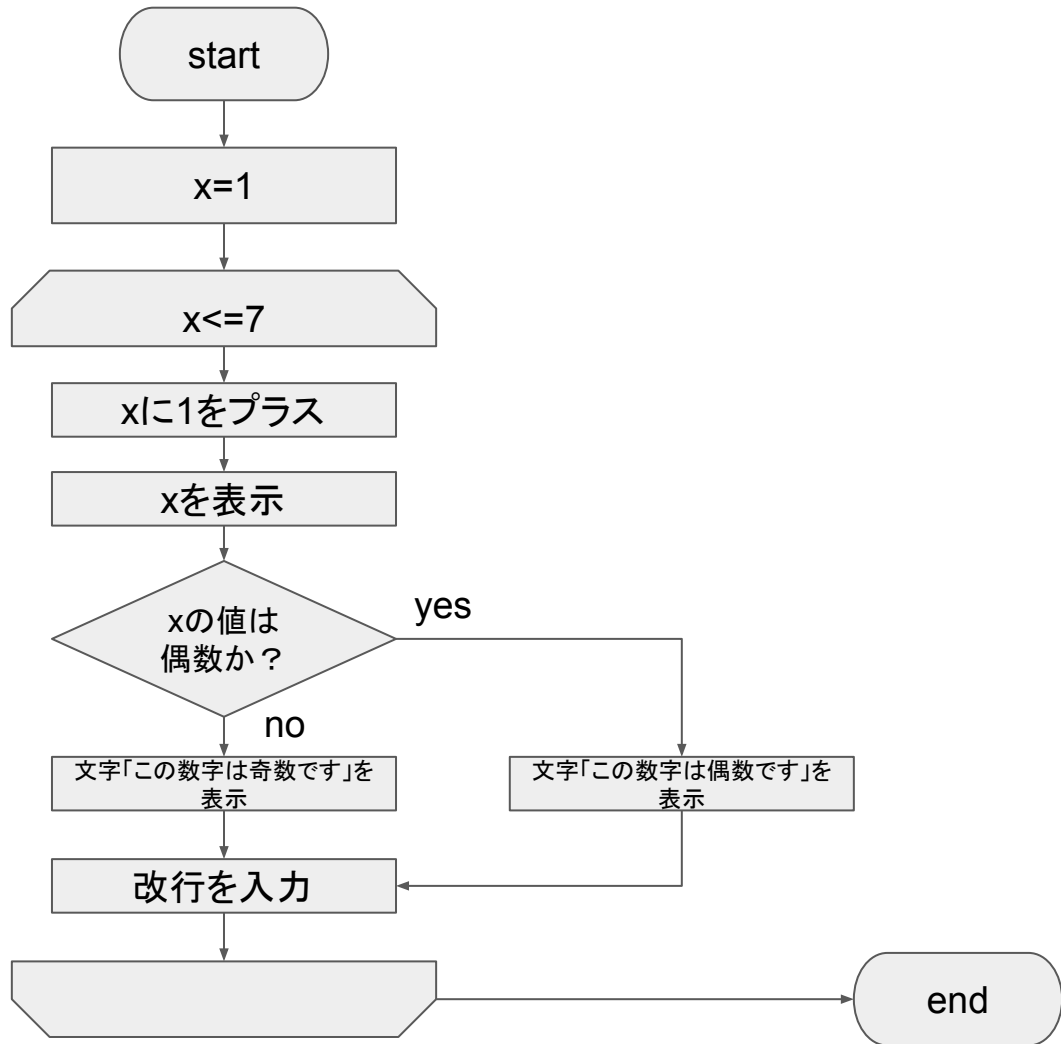 start
x=1
x<=7
xに1をプラス
xを表示
xの値は
偶数か？
yes
no
文字「この数字は奇数です」を
表示
文字「この数字は偶数です」を
表示
改行を入力
end